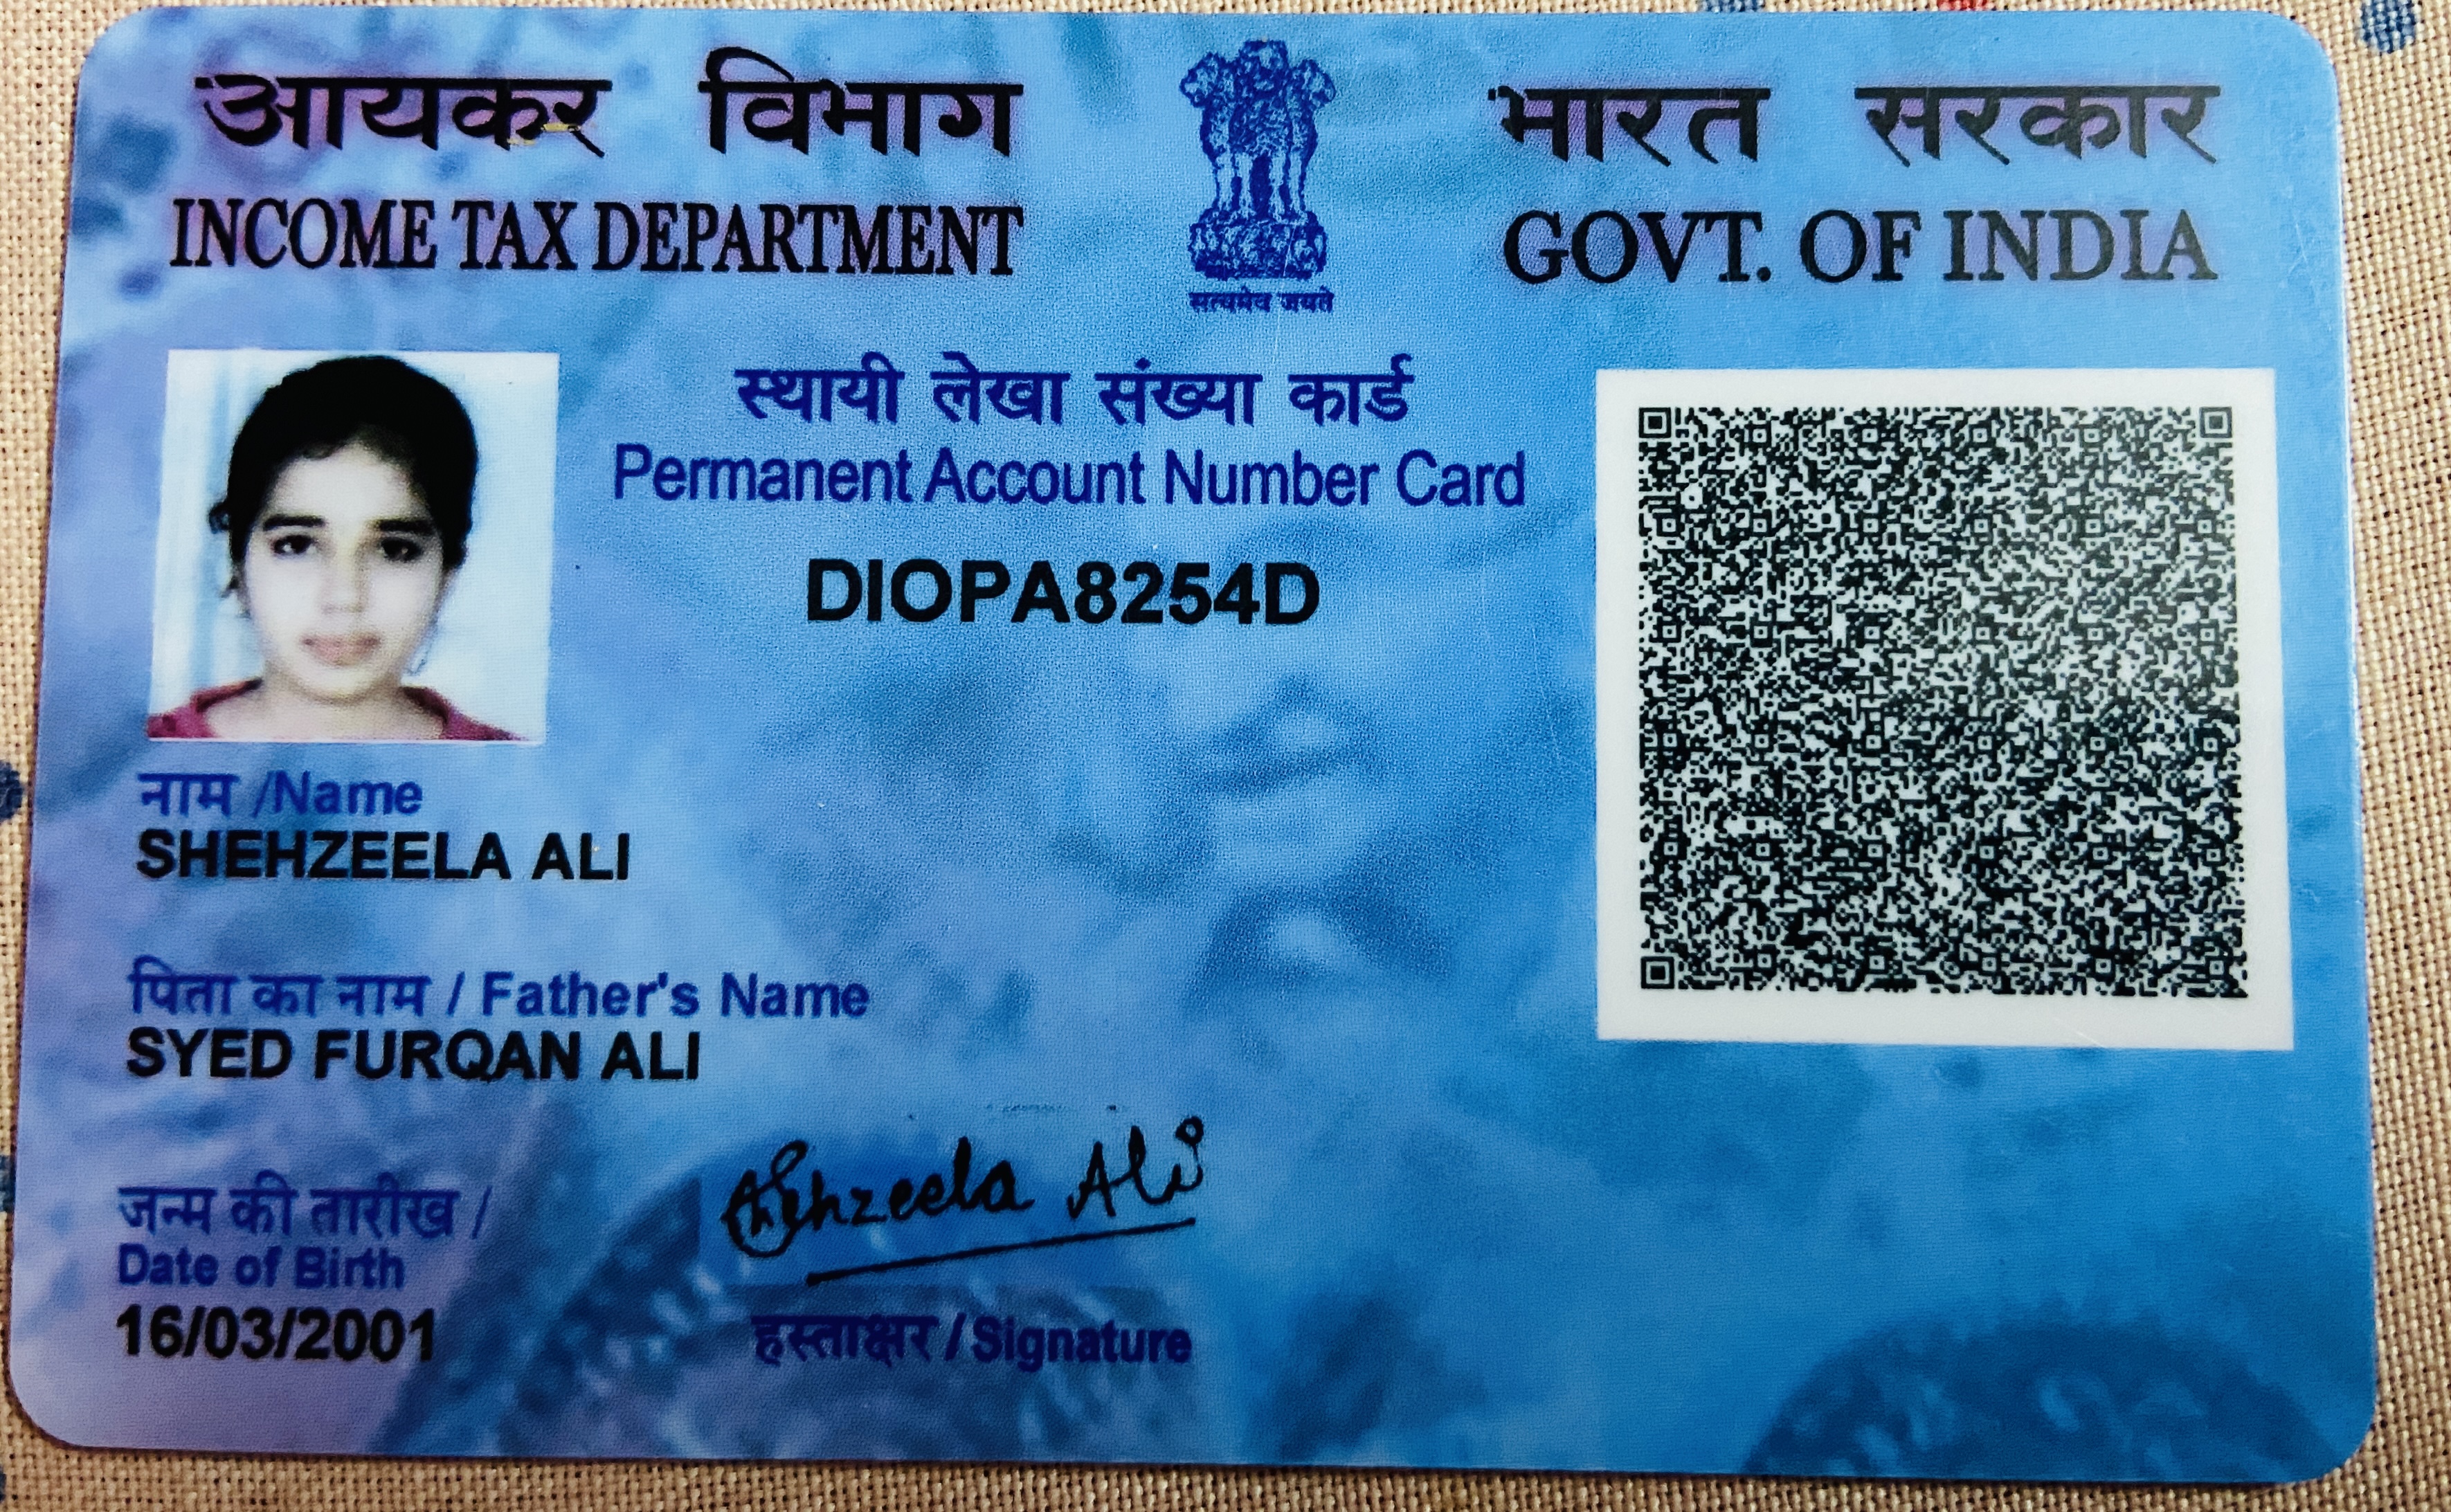 आयकर विभाग
INCOME TAX DEPARTMENT
सत्यमेव जयते
भारत सरकार
GOVT. OF INDIA
स्थायी लेखा संख्या कार्ड
Permanent Account Number Card
DIOPA8254D
नाम /Name
SHEHZEELA ALI
पिता का नाम / Father's Name
SYED FURQAN ALI
जन्म की तारीख /
Date of Birth
16/03/2001
Shehzeela Ali
हस्ताक्षर / Signature